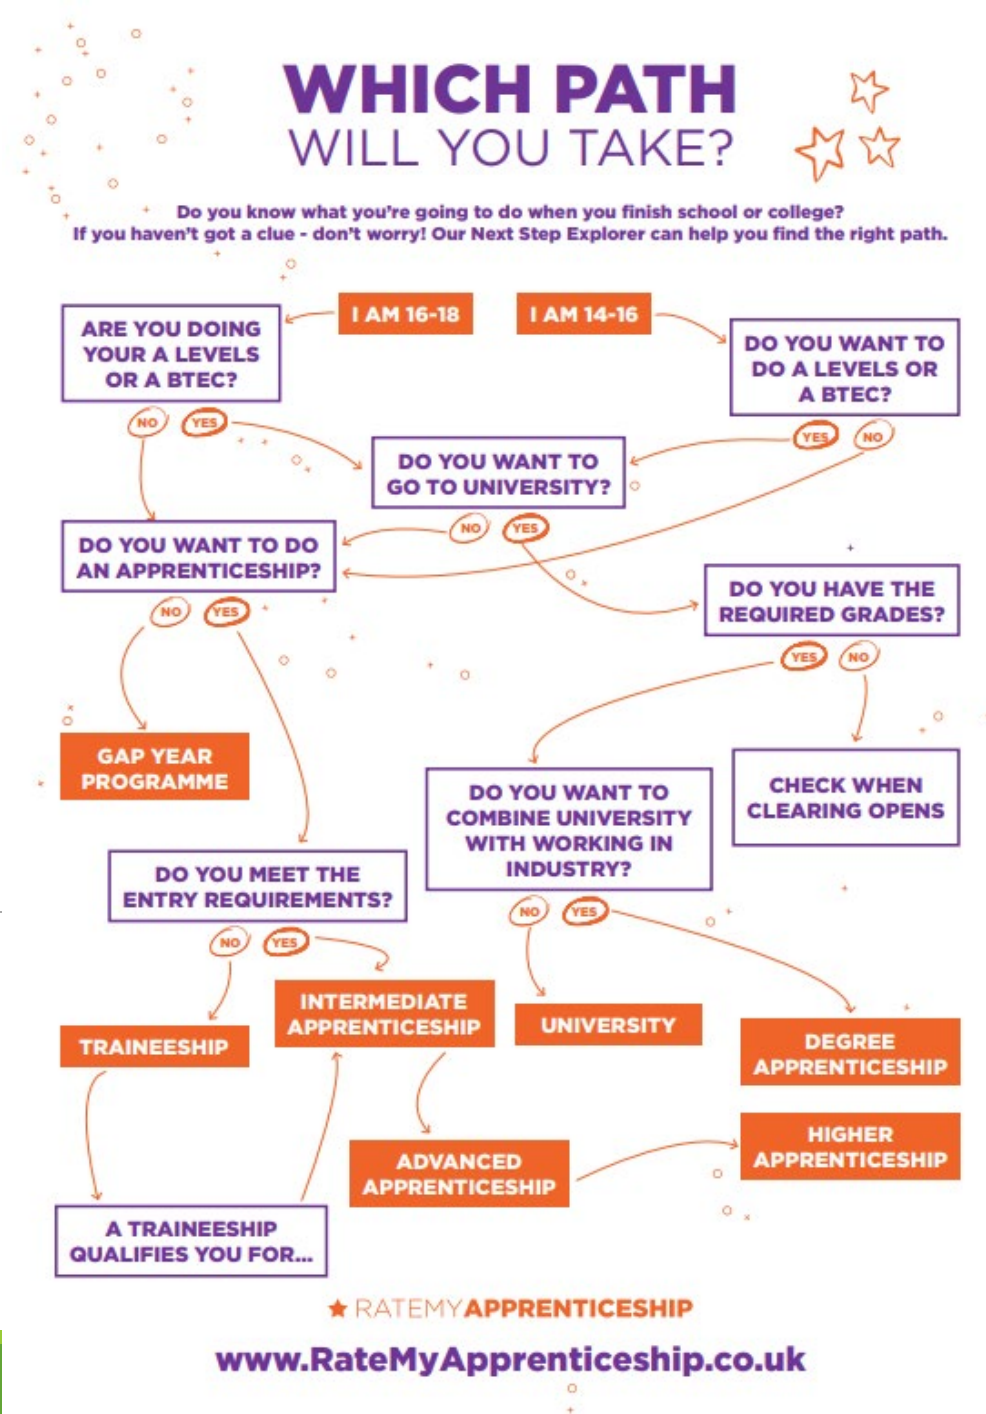 WHICH PATH
WILL YOU TAKE?
Do you know what you're going to do when you finish school or college?
If you haven't got a clue - don't worry! Our Next Step Explorer can help you find the right path.
I AM 16-18
I AM 14-16
ARE YOU DOING
YOUR A LEVELS
OR A BTEC?
NO
YES
DO YOU WANT TO
DO A LEVELS OR
A BTEC?
YES
NO
DO YOU WANT TO
GO TO UNIVERSITY?
NO
YES
DO YOU WANT TO DO
AN APPRENTICESHIP?
NO
YES
DO YOU HAVE THE
REQUIRED GRADES?
YES
NO
GAP YEAR
PROGRAMME
DO YOU WANT TO
COMBINE UNIVERSITY
WITH WORKING IN
INDUSTRY?
NO
YES
CHECK WHEN
CLEARING OPENS
DO YOU MEET THE
ENTRY REQUIREMENTS?
NO
YES
TRAINEESHIP
INTERMEDIATE
APPRENTICESHIP
UNIVERSITY
DEGREE
APPRENTICESHIP
ADVANCED
APPRENTICESHIP
HIGHER
APPRENTICESHIP
A TRAINEESHIP
QUALIFIES YOU FOR...
RATEMYAPPRENTICESHIP
www.RateMyApprenticeship.co.uk